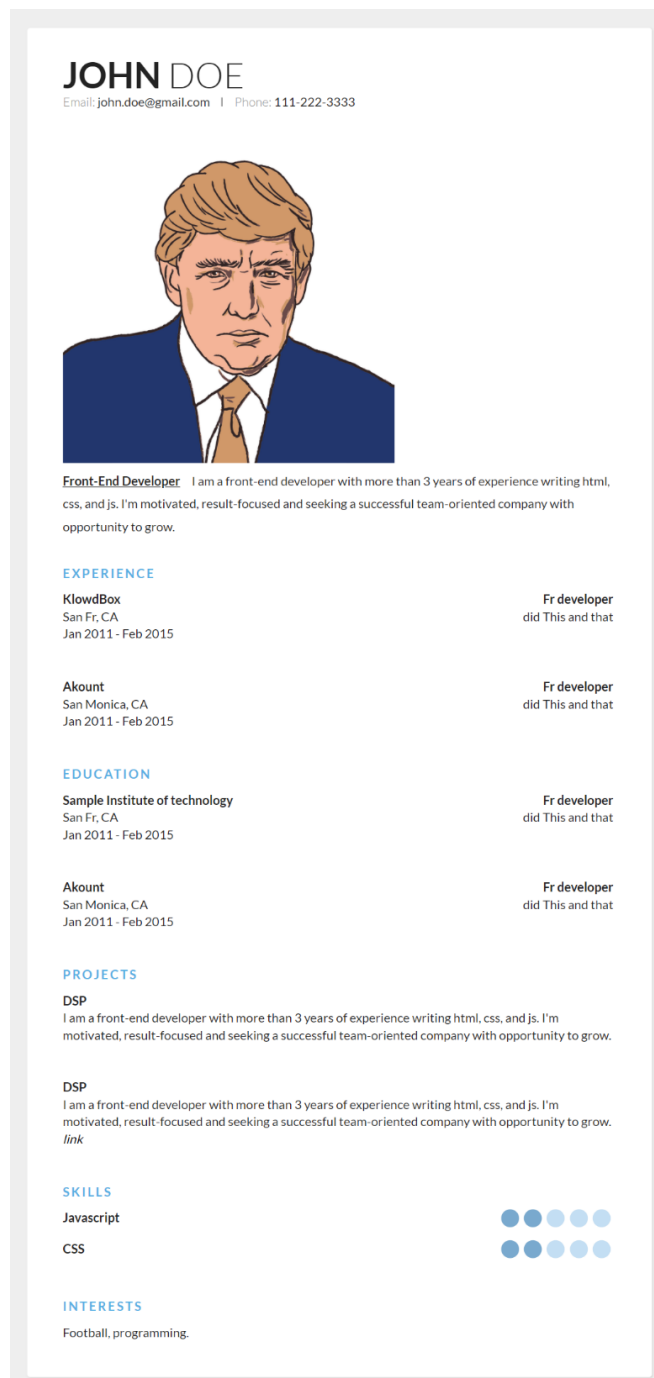 JOHN DOE
Email: john.doe@gmail.com | Phone: 111-222-3333
Front-End Developer I am a front-end developer with more than 3 years of experience writing html,
css, and js. I'm motivated, result-focused and seeking a successful team-oriented company with
opportunity to grow.
EXPERIENCE
KlowdBox Fr developer
San Fr, CA did This and that
Jan 2011 - Feb 2015
Akount Fr developer
San Monica, CA did This and that
Jan 2011 - Feb 2015
EDUCATION
Sample Institute of technology Fr developer
San Fr, CA did This and that
Jan 2011 - Feb 2015
Akount Fr developer
San Monica, CA did This and that
Jan 2011 - Feb 2015
PROJECTS
DSP
I am a front-end developer with more than 3 years of experience writing html, css, and js. I'm
motivated, result-focused and seeking a successful team-oriented company with opportunity to grow.
DSP
I am a front-end developer with more than 3 years of experience writing html, css, and js. I'm
motivated, result-focused and seeking a successful team-oriented company with opportunity to grow.
link
SKILLS
Javascript
CSS
INTERESTS
Football, programming.